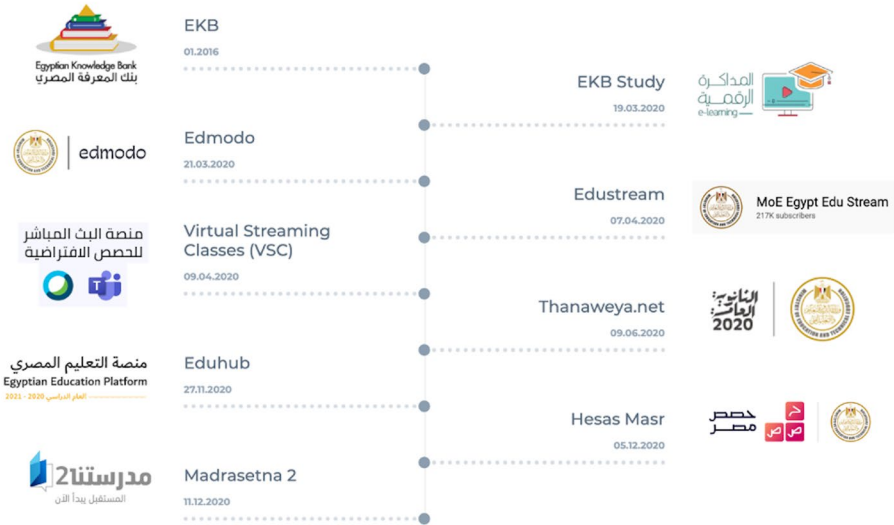 EKB
01.2016
Egyptian Knowledge Bank
بنك المعرفة المصري
EKB Study
19.03.2020
المذاكرة
الرقمية
e-learning
Edmodo
21.03.2020
edmodo
Edustream
07.04.2020
MoE Egypt Edu Stream
217K subscribers
Virtual Streaming
Classes (VSC)
09.04.2020
منصة البث المباشر
للحصص الافتراضية
T
Thanaweya.net
09.06.2020
الثانوية
العامة
2020
Eduhub
27.11.2020
منصة التعليم المصري
Egyptian Education Platform
العام الدراسي 2020 - 2021
Hesas Masr
05.12.2020
حصص
مصر
ح
ص ص
Madrasetna 2
11.12.2020
مدرستنا2
المستقبل يبدأ الآن